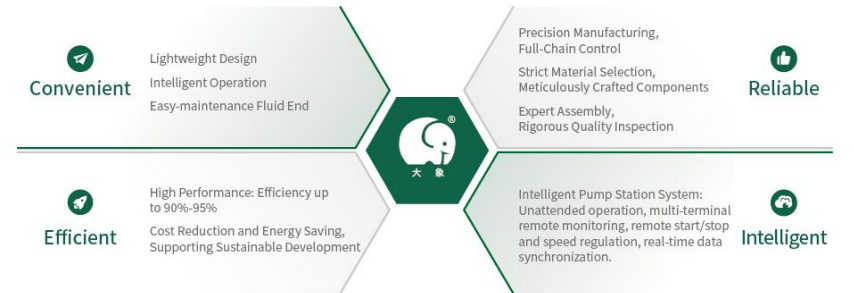 Convenient
Lightweight Design
Intelligent Operation
Easy-maintenance Fluid End
Precision Manufacturing,
Full-Chain Control
Strict Material Selection,
Meticulously Crafted Components
Expert Assembly,
Rigorous Quality Inspection
Reliable
®
大 象
Efficient
High Performance: Efficiency up
to 90%-95%
Cost Reduction and Energy Saving,
Supporting Sustainable Development
Intelligent Pump Station System:
Unattended operation, multi-terminal
remote monitoring, remote start/stop
and speed regulation, real-time data
synchronization.
Intelligent